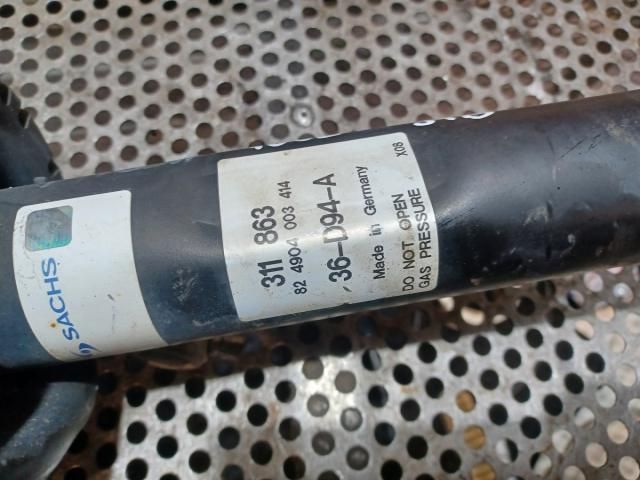 SACHS
311 863
82 4904 003 414
36-D94-A
Made in Germany
X08
DO NOT OPEN
GAS PRESSURE